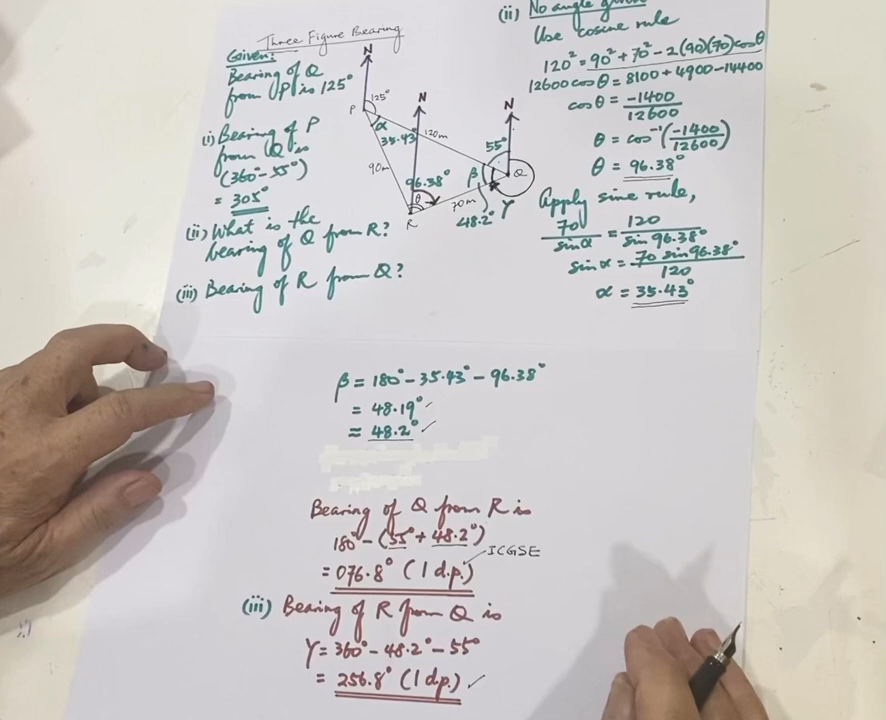 Three Figure Bearing
Given:
Bearing of Q
from P is 125°
(i) Bearing of P
from Q is
(360°-55°)
= 305°
(ii) What is the
bearing of Q from R?
(iii) Bearing of R from Q?
N
125°
P
α
35.43°
120m
90m
N
96.38°
θ
R
70m
N
55°
β
Q
48.2°
γ
(ii) No angle given
Use cosine rule
120² = 90² + 70² - 2(90)(70)cosθ
12600 cosθ = 8100 + 4900 - 14400
cosθ = -1400/12600
θ = cos⁻¹(-1400/12600)
θ = 96.38°
Apply sine rule,
70/sinα = 120/sin 96.38°
sinα = 70 sin 96.38°/120
α = 35.43°
β = 180° - 35.43° - 96.38°
= 48.19° ✓
≈ 48.2° ✓
Bearing of Q from R is
180° - (55° + 48.2°)
= 076.8° (1 d.p.) ✓ ICGSE
(iii) Bearing of R from Q is
γ = 360° - 48.2° - 55°
= 256.8° (1 d.p.) ✓